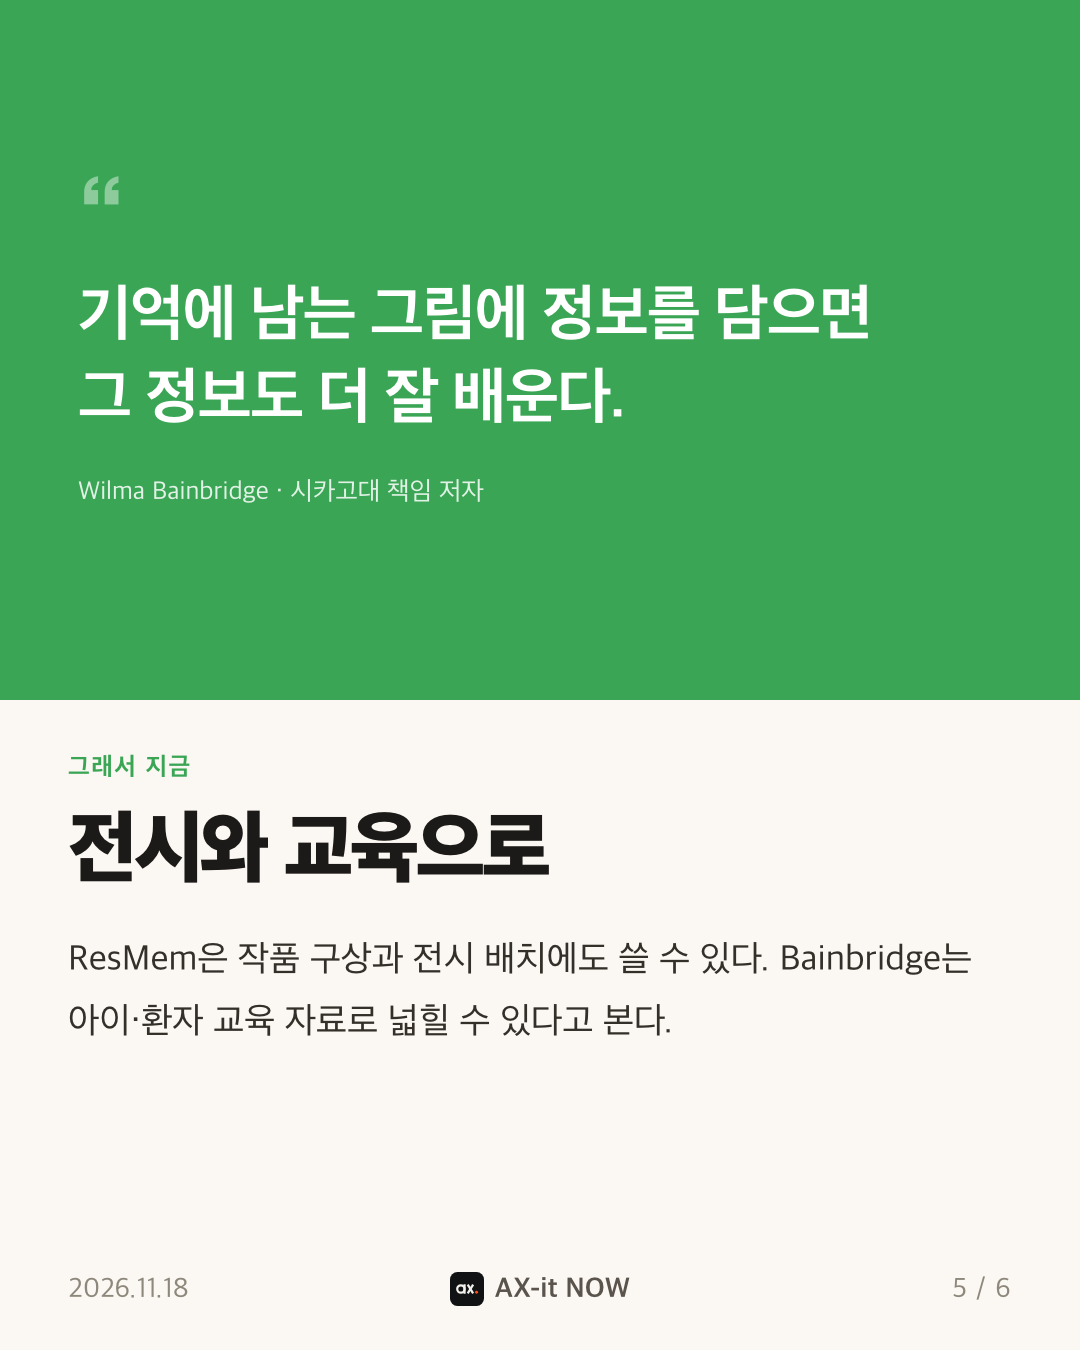 “
기억에 남는 그림에 정보를 담으면
그 정보도 더 잘 배운다.
Wilma Bainbridge · 시카고대 책임 저자
그래서 지금
전시와 교육으로
ResMem은 작품 구상과 전시 배치에도 쓸 수 있다. Bainbridge는
아이·환자 교육 자료로 넓힐 수 있다고 본다.
2026.11.18
ax. AX-it NOW
5 / 6